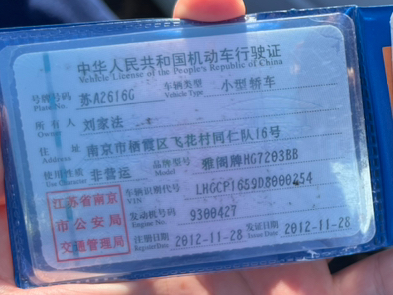 中华人民共和国机动车行驶证
Vehicle License of the People's Republic of China
号牌号码 苏A2616G 车辆类型 小型轿车
Plate No. Vehicle Type
所有人 刘家法
Owner
住址 南京市栖霞区飞花村同仁队16号
Address
使用性质 非营运 品牌型号 雅阁牌HG7203BB
Use Character Model
江苏省南京市公安局交通管理局
车辆识别代号 LHGCP1659D8000254
VIN
发动机号码 9300427
Engine No.
注册日期 2012-11-28 发证日期 2012-11-28
Register Date Issue Date